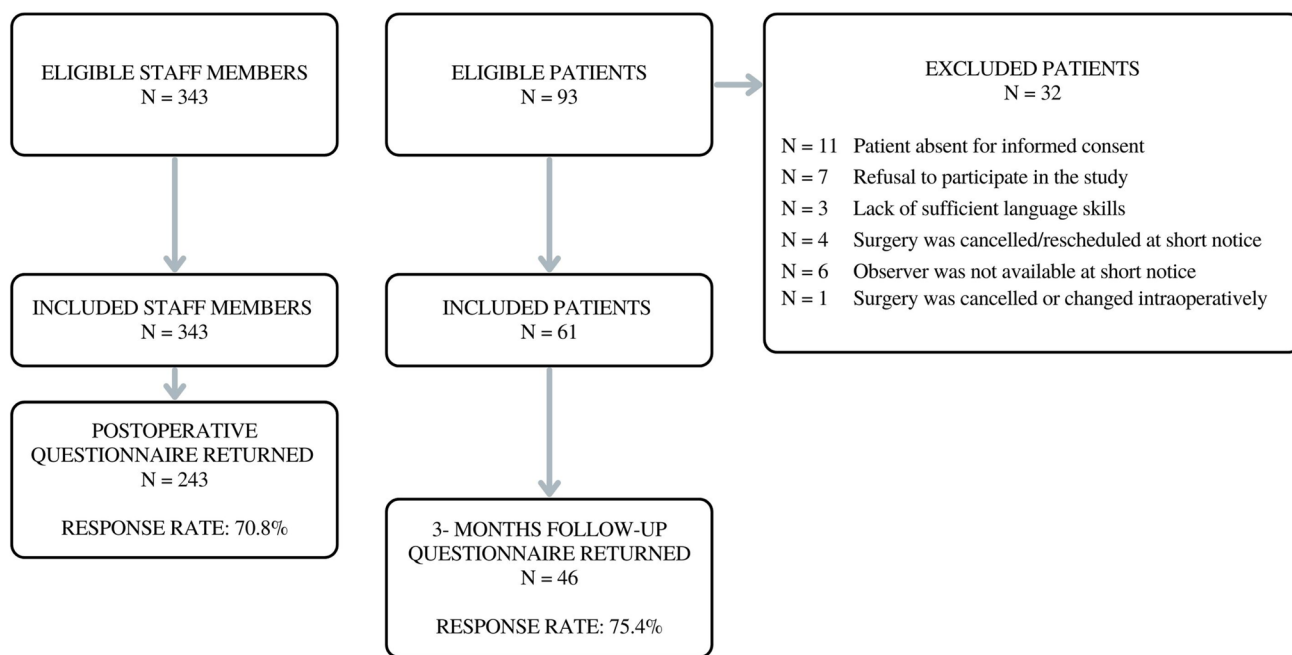 ELIGIBLE STAFF MEMBERS
N = 343
INCLUDED STAFF MEMBERS
N = 343
POSTOPERATIVE
QUESTIONNAIRE RETURNED
N = 243
RESPONSE RATE: 70.8%
ELIGIBLE PATIENTS
N = 93
INCLUDED PATIENTS
N = 61
3- MONTHS FOLLOW-UP
QUESTIONNAIRE RETURNED
N = 46
RESPONSE RATE: 75.4%
EXCLUDED PATIENTS
N = 32
N = 11 Patient absent for informed consent
N = 7 Refusal to participate in the study
N = 3 Lack of sufficient language skills
N = 4 Surgery was cancelled/rescheduled at short notice
N = 6 Observer was not available at short notice
N = 1 Surgery was cancelled or changed intraoperatively